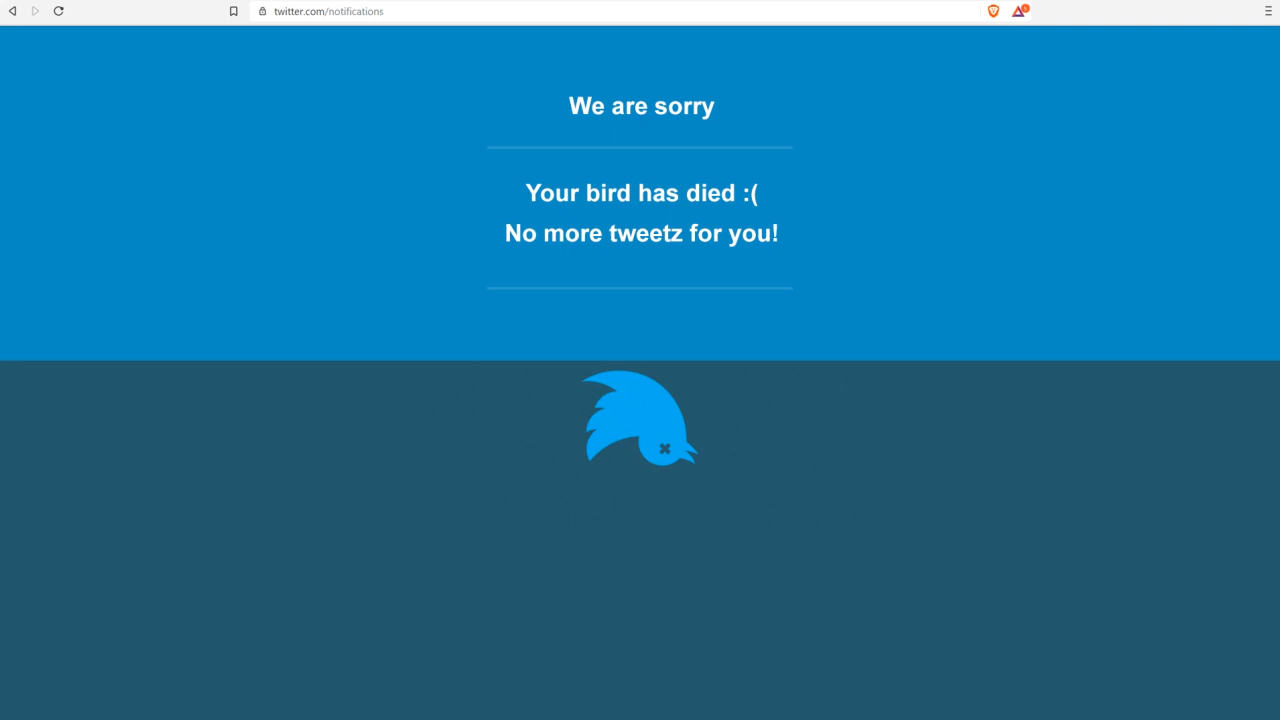 twitter.com/notifications
We are sorry
Your bird has died :(
No more tweetz for you!